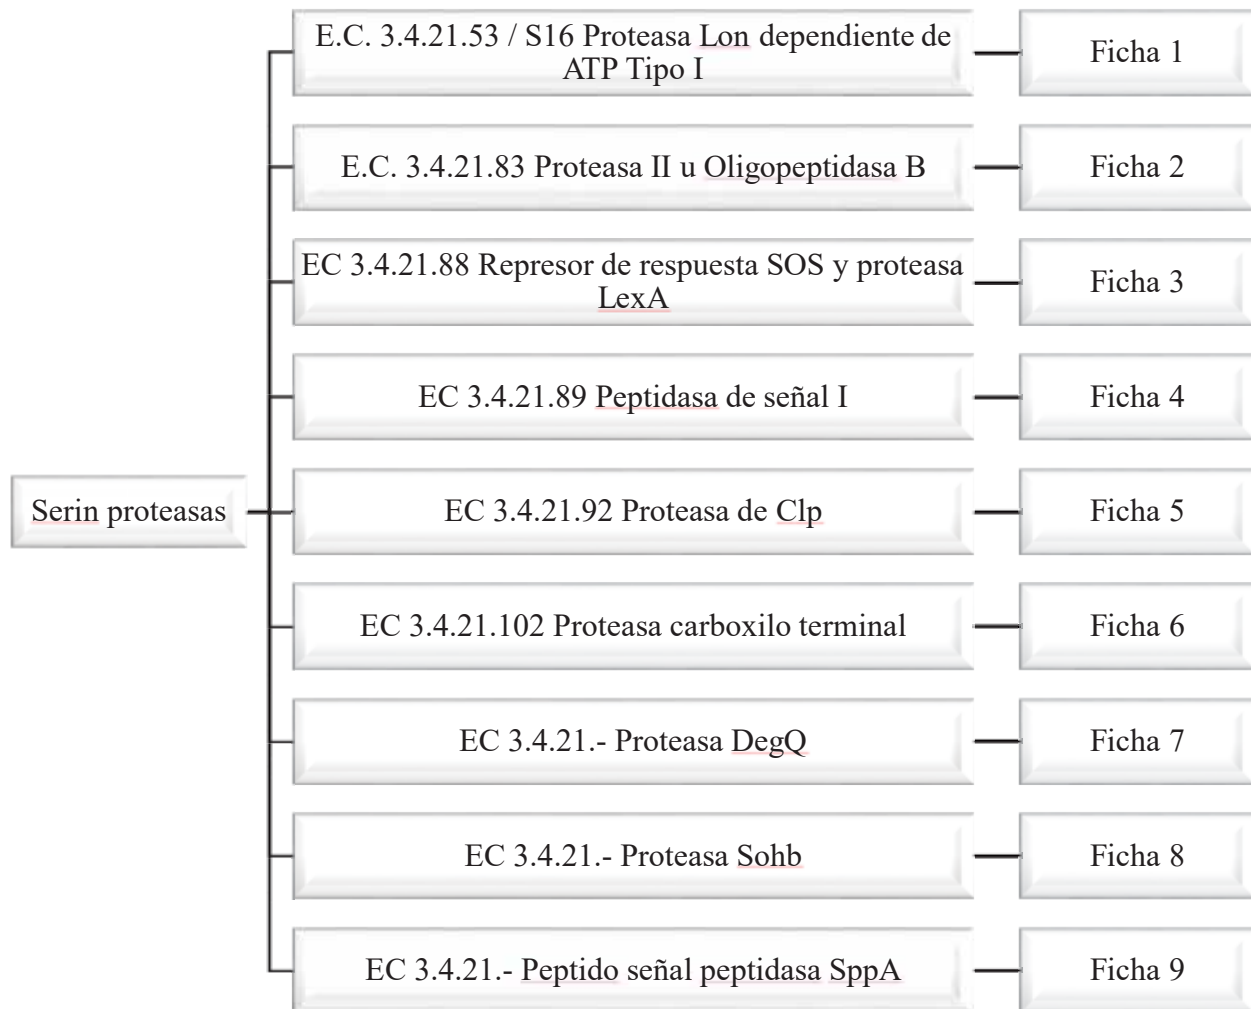 E.C. 3.4.21.53 / S16 Proteasa Lon dependiente de
ATP Tipo I
Ficha 1
E.C. 3.4.21.83 Proteasa II u Oligopeptidasa B
Ficha 2
EC 3.4.21.88 Represor de respuesta SOS y proteasa
LexA
Ficha 3
EC 3.4.21.89 Peptidasa de señal I
Ficha 4
Serin proteasas
EC 3.4.21.92 Proteasa de Clp
Ficha 5
EC 3.4.21.102 Proteasa carboxilo terminal
Ficha 6
EC 3.4.21.- Proteasa DegQ
Ficha 7
EC 3.4.21.- Proteasa Sohb
Ficha 8
EC 3.4.21.- Peptido señal peptidasa SppA
Ficha 9